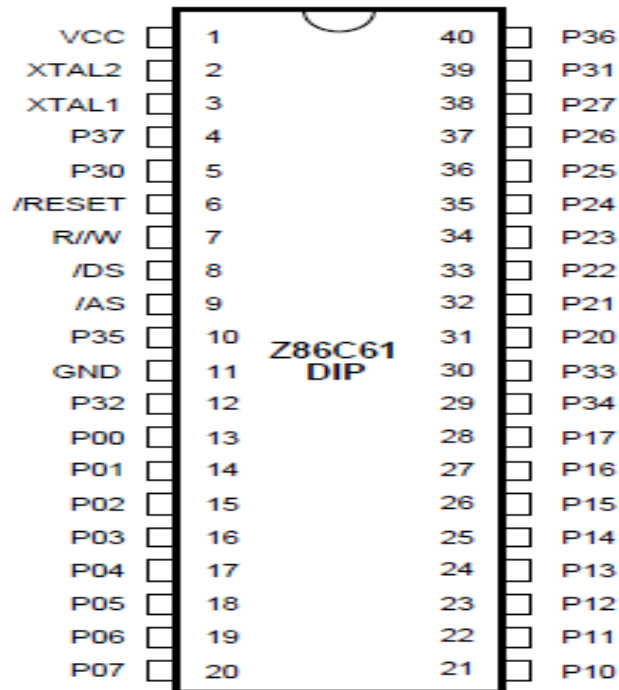 VCC 1 40 P36
XTAL2 2 39 P31
XTAL1 3 38 P27
P37 4 37 P26
P30 5 36 P25
/RESET 6 35 P24
R//W 7 34 P23
/DS 8 33 P22
/AS 9 32 P21
P35 10 31 P20
Z86C61
GND 11 30 P33
DIP
P32 12 29 P34
P00 13 28 P17
P01 14 27 P16
P02 15 26 P15
P03 16 25 P14
P04 17 24 P13
P05 18 23 P12
P06 19 22 P11
P07 20 21 P10